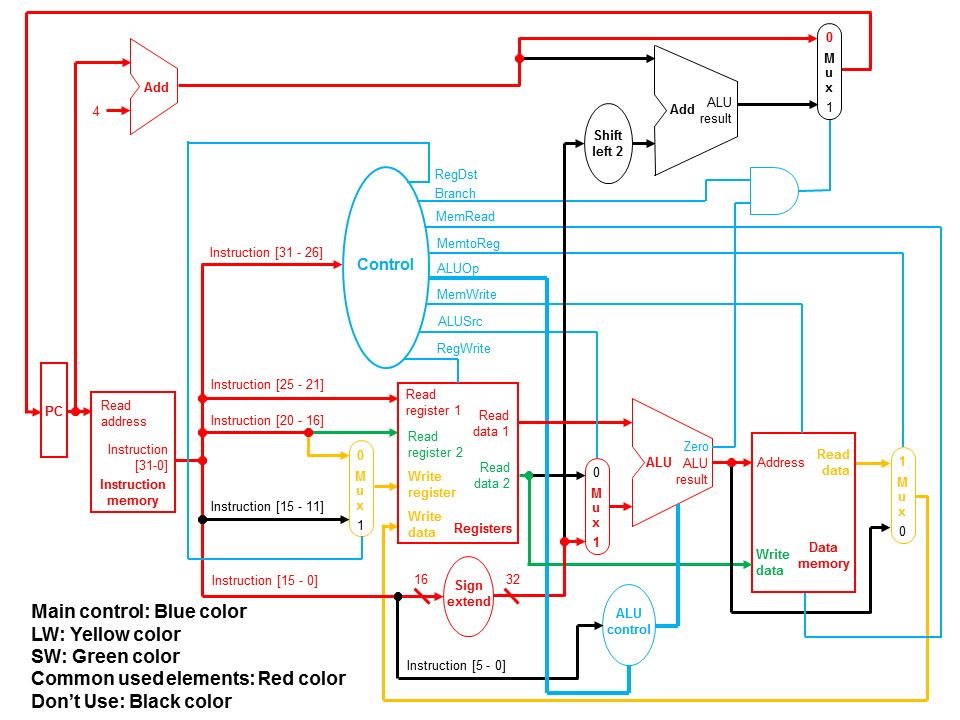 0
M
u
x
1
Add
4
Add
ALU
result
Shift
left 2
RegDst
Branch
MemRead
MemtoReg
ALUOp
MemWrite
ALUSrc
RegWrite
Control
Instruction [31 - 26]
Instruction [25 - 21]
Instruction [20 - 16]
Instruction [15 - 11]
Instruction [15 - 0]
Instruction [5 - 0]
PC
Read
address
Instruction
[31-0]
Instruction
memory
0
M
u
x
1
Read
register 1
Read
register 2
Write
register
Write
data
Read
data 1
Read
data 2
Registers
16
Sign
extend
32
0
M
u
x
1
Zero
ALU
ALU
result
ALU
control
Address
Read
data
Write
data
Data
memory
1
M
u
x
0
Main control: Blue color
LW: Yellow color
SW: Green color
Common used elements: Red color
Don't Use: Black color